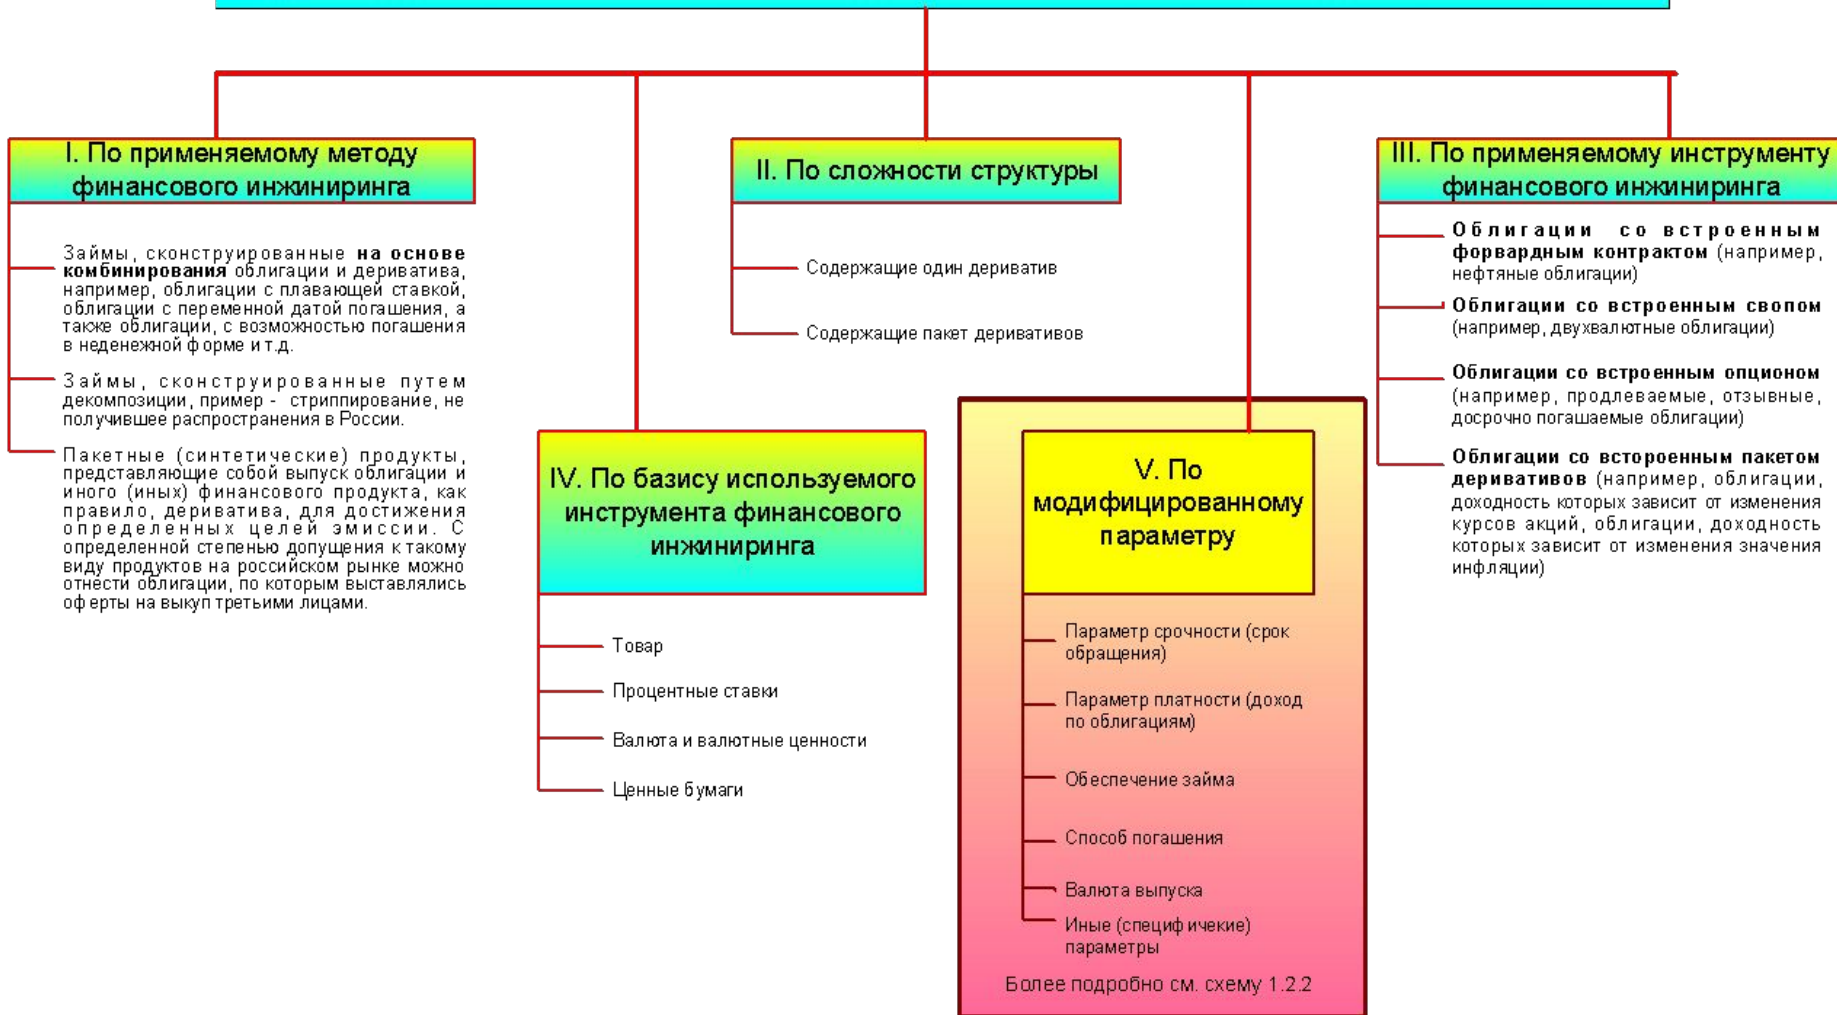 I. По применяемому методу
финансового инжиниринга
Займы, сконструированные на основе
комбинирования облигации и дериватива,
например, облигации с плавающей ставкой,
облигации с переменной датой погашения, а
также облигации, с возможностью погашения
в неденежной форме и т.д.
Займы, сконструированные путем
декомпозиции, пример - стриппирование, не
получившее распространения в России.
Пакетные (синтетические) продукты,
представляющие собой выпуск облигации и
иного (иных) финансового продукта, как
правило, дериватива, для достижения
определенных целей эмиссии. С
определенной степенью допущения к такому
виду продуктов на российском рынке можно
отнести облигации, по которым выставлялись
оферты на выкуп третьими лицами.
II. По сложности структуры
Содержащие один дериватив
Содержащие пакет деривативов
III. По применяемому инструменту
финансового инжиниринга
Облигации со встроенным
форвардным контрактом (например,
нефтяные облигации)
Облигации со встроенным свопом
(например, двухвалютные облигации)
Облигации со встроенным опционом
(например, продлеваемые, отзывные,
досрочно погашаемые облигации)
Облигации со встороенным пакетом
деривативов (например, облигации,
доходность которых зависит от изменения
курсов акций, облигации, доходность
которых зависит от изменения значения
инфляции)
IV. По базису используемого
инструмента финансового
инжиниринга
Товар
Процентные ставки
Валюта и валютные ценности
Ценные бумаги
V. По
модифицированному
параметру
Параметр срочности (срок
обращения)
Параметр платности (доход
по облигациям)
Обеспечение займа
Способ погашения
Валюта выпуска
Иные (специфичекие)
параметры
Более подробно см. схему 1.2.2